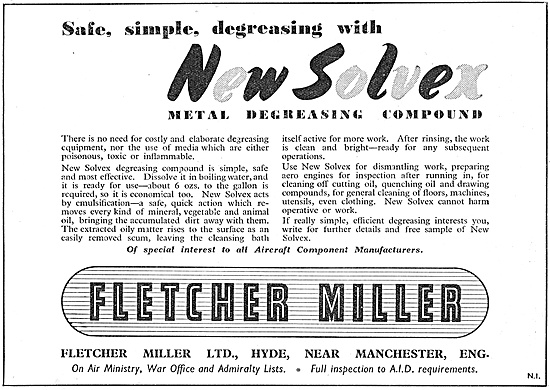 Safe, simple, degreasing with
New Solvex
METAL DEGREASING COMPOUND
There is no need for costly and elaborate degreasing
equipment, nor the use of media which are either
poisonous, toxic or inflammable.
New Solvex degreasing compound is simple, safe
and most effective. Dissolve it in boiling water, and
it is ready for use—about 6 ozs. to the gallon is
required, so it is economical too. New Solvex acts
by emulsification—a safe, quick action which re-
moves every kind of mineral, vegetable and animal
oil, bringing the accumulated dirt away with them.
The extracted oily matter rises to the surface as an
easily removed scum, leaving the cleansing bath
itself active for more work. After rinsing, the work
is clean and bright—ready for any subsequent
operations.
Use New Solvex for dismantling work, preparing
aero engines for inspection after running in, for
cleaning off cutting oil, quenching oil and drawing
compounds, for general cleaning of floors, machines,
utensils, even clothing. New Solvex cannot harm
operative or work.
If really simple, efficient degreasing interests you,
write for further details and free sample of New
Solvex.
Of special interest to all Aircraft Component Manufacturers.
FLETCHER MILLER
FLETCHER MILLER LTD., HYDE, NEAR MANCHESTER, ENG.
On Air Ministry, War Office and Admiralty Lists. • Full inspection to A.I.D. requirements.
N.I.